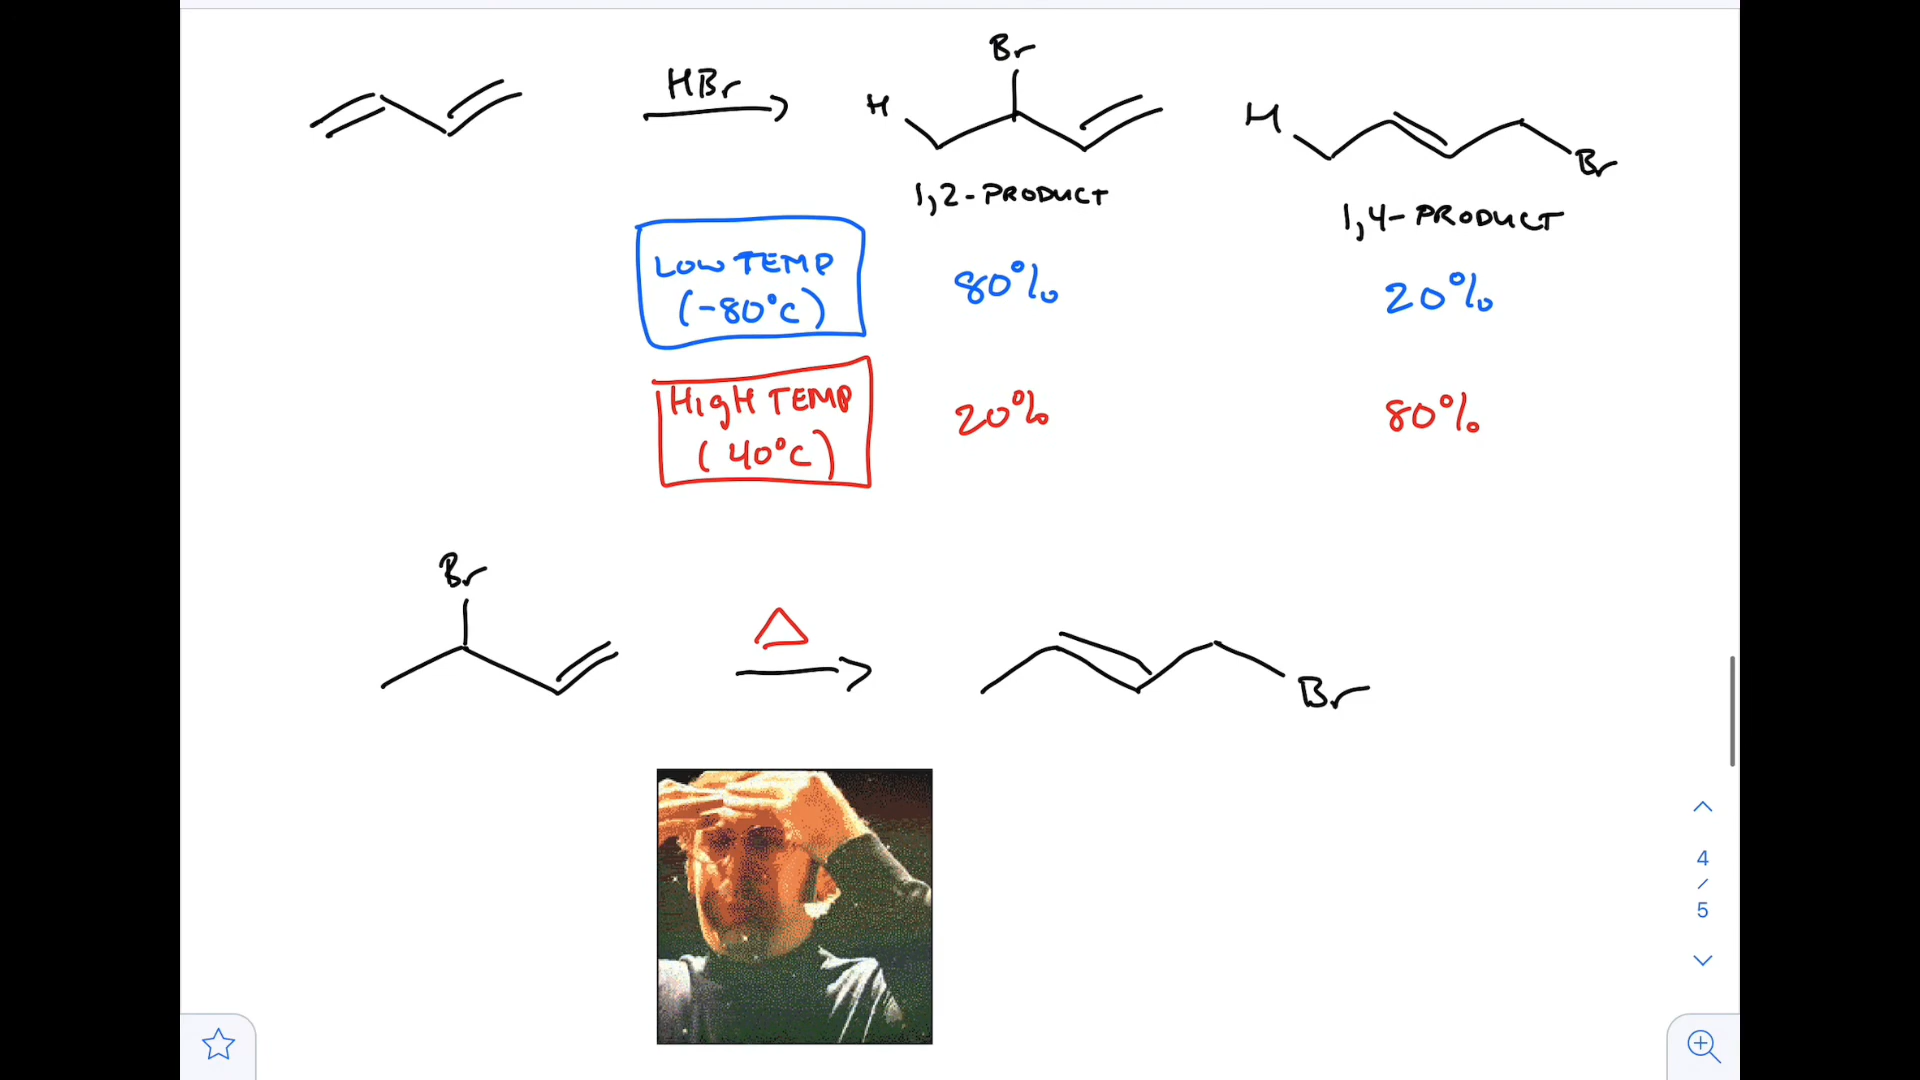 HBr
Br
H
H
Br
1,2-PRODUCT
1,4-PRODUCT
LOW TEMP
(-80°C)
80%
20%
HIgH TEMP
(40°C)
20%
80%
Br
Δ
Br
4
/
5